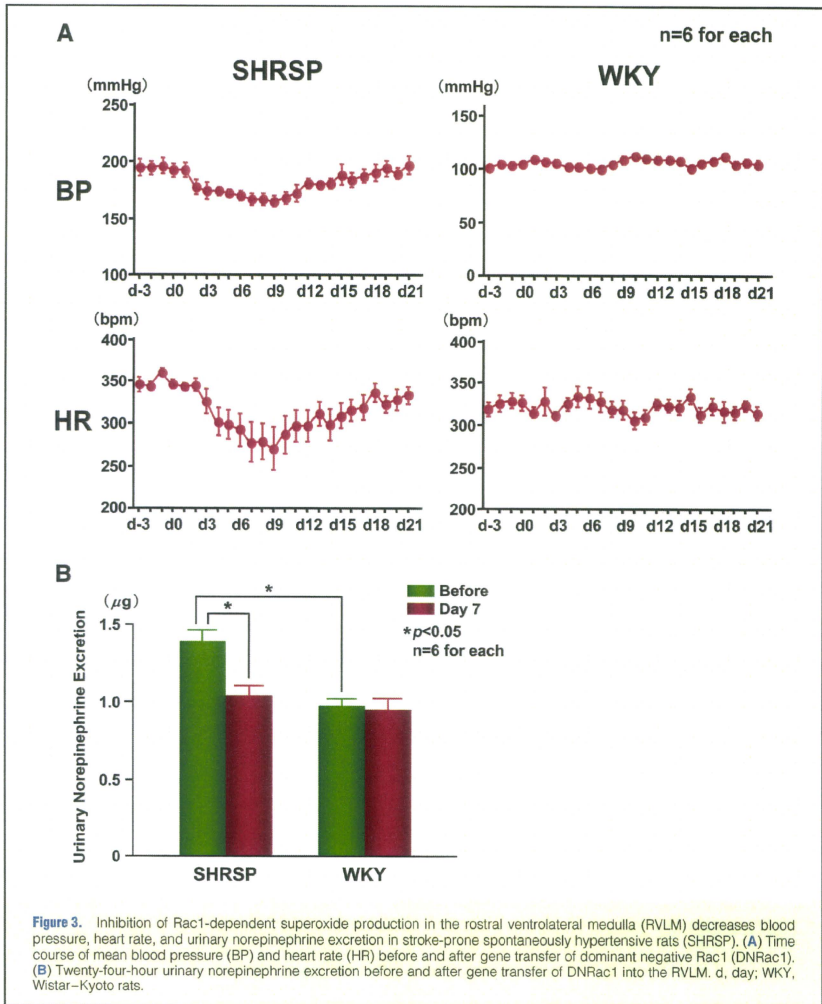 A
n=6 for each
SHRSP
WKY
(mmHg)
250
200
150
100
BP
d-3 d0 d3 d6 d9 d12 d15 d18 d21
(mmHg)
150
100
50
0
d-3 d0 d3 d6 d9 d12 d15 d18 d21
(bpm)
400
350
300
250
200
HR
d-3 d0 d3 d6 d9 d12 d15 d18 d21
(bpm)
400
350
300
250
200
d-3 d0 d3 d6 d9 d12 d15 d18 d21
B
(μg)
Urinary Norepinephrine Excretion
1.5
1.0
0.5
0
*
*
Before
Day 7
*p<0.05
n=6 for each
SHRSP
WKY
Figure 3. Inhibition of Rac1-dependent superoxide production in the rostral ventrolateral medulla (RVLM) decreases blood
pressure, heart rate, and urinary norepinephrine excretion in stroke-prone spontaneously hypertensive rats (SHRSP). (A) Time
course of mean blood pressure (BP) and heart rate (HR) before and after gene transfer of dominant negative Rac1 (DNRac1).
(B) Twenty-four-hour urinary norepinephrine excretion before and after gene transfer of DNRac1 into the RVLM. d, day; WKY,
Wistar–Kyoto rats.